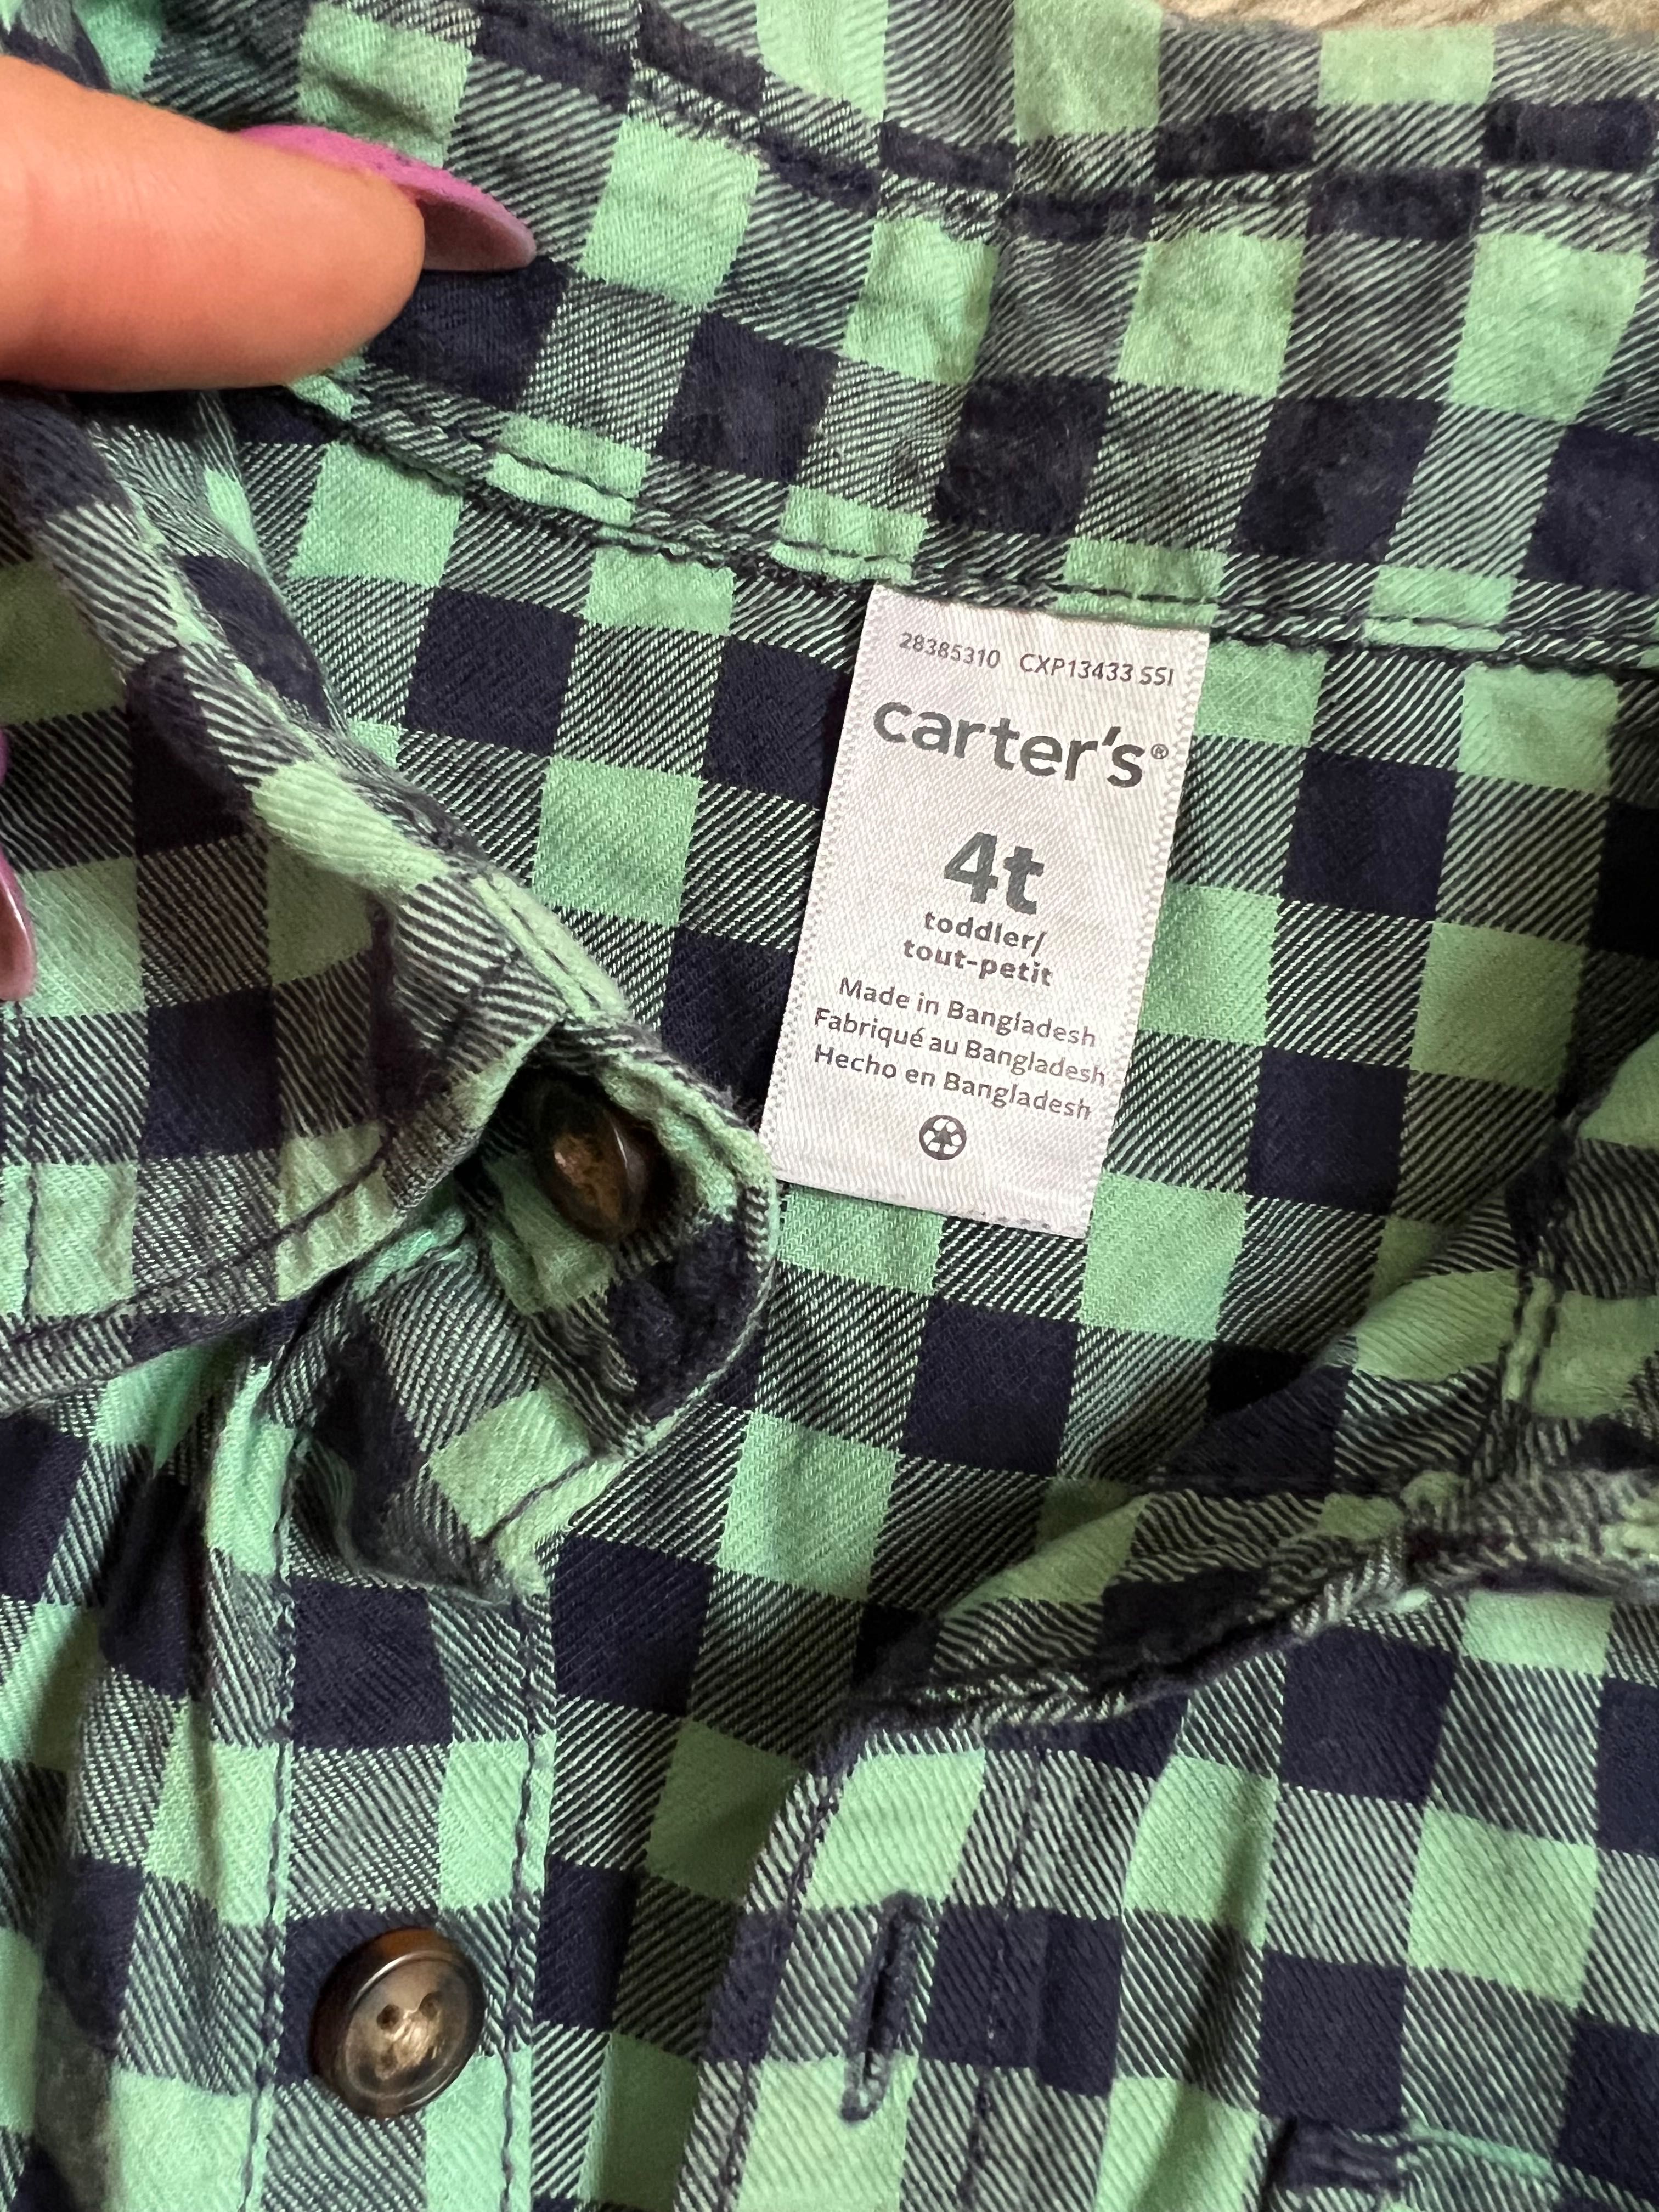 28385310 CXP13433 SSI
carter's®
4t
toddler/
tout-petit
Made in Bangladesh
Fabriqué au Bangladesh
Hecho en Bangladesh